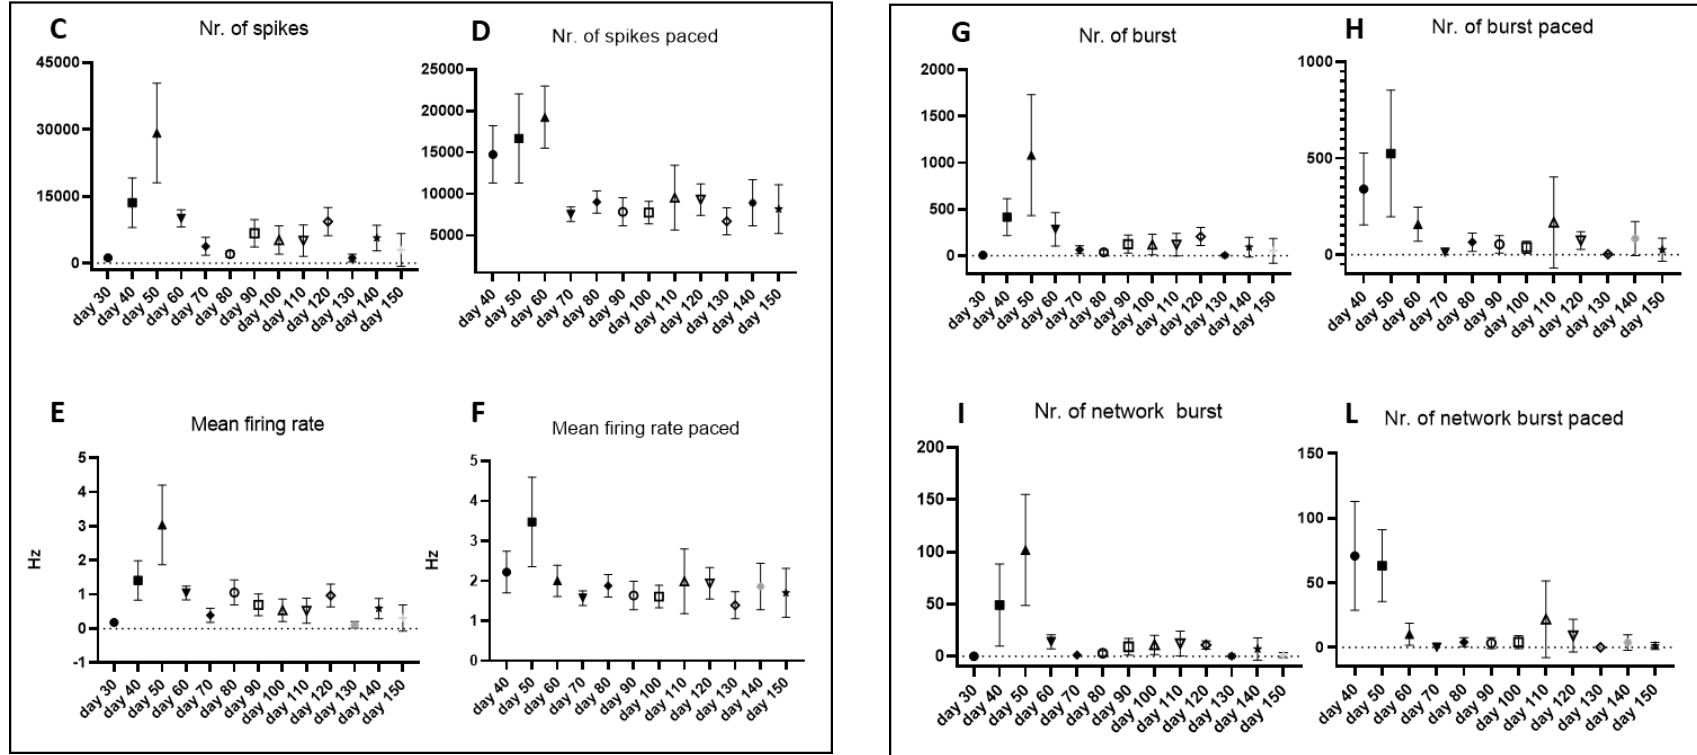 C
Nr. of spikes
45000
30000
15000
0
day 30
day 40
day 50
day 60
day 70
day 80
day 90
day 100
day 110
day 120
day 130
day 140
day 150
D
Nr. of spikes paced
25000
20000
15000
10000
5000
day 40
day 50
day 60
day 70
day 80
day 90
day 100
day 110
day 120
day 130
day 140
day 150
E
Mean firing rate
Hz
5
4
3
2
1
0
-1
day 30
day 40
day 50
day 60
day 70
day 80
day 90
day 100
day 110
day 120
day 130
day 140
day 150
F
Mean firing rate paced
Hz
5
4
3
2
1
0
day 40
day 50
day 60
day 70
day 80
day 90
day 100
day 110
day 120
day 130
day 140
day 150
G
Nr. of burst
2000
1500
1000
500
0
day 30
day 40
day 50
day 60
day 70
day 80
day 90
day 100
day 110
day 120
day 130
day 140
day 150
H
Nr. of burst paced
1000
500
0
day 40
day 50
day 60
day 70
day 80
day 90
day 100
day 110
day 120
day 130
day 140
day 150
I
Nr. of network burst
200
150
100
50
0
day 30
day 40
day 50
day 60
day 70
day 80
day 90
day 100
day 110
day 120
day 130
day 140
day 150
L
Nr. of network burst paced
150
100
50
0
day 40
day 50
day 60
day 70
day 80
day 90
day 100
day 110
day 120
day 130
day 140
day 150